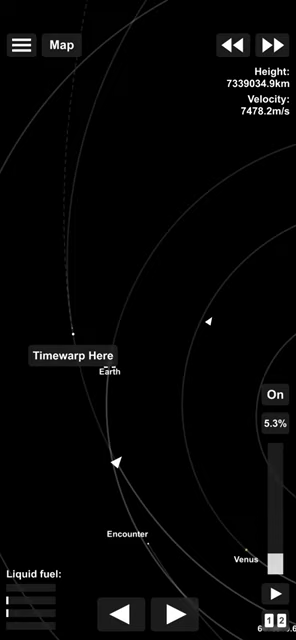 Map
Height:
7339034.9km
Velocity:
7478.2m/s
Timewarp Here
Earth
On
5.3%
Encounter
Venus
Liquid fuel:
1 2